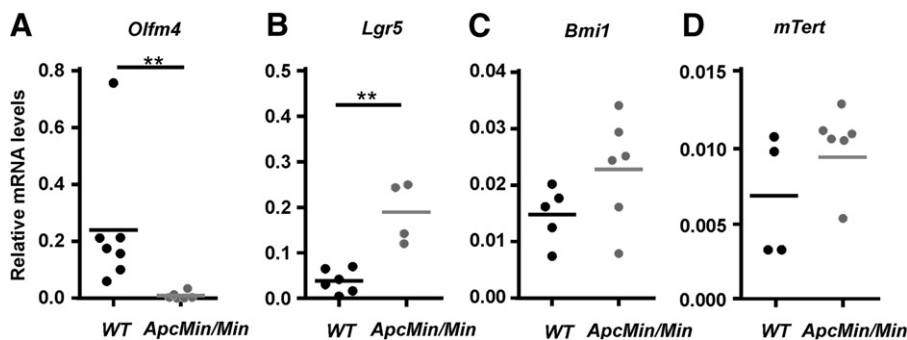 A Olfm4
B Lgr5
C Bmi1
D mTert
Relative mRNA levels
0.8
0.6
0.4
0.2
0.0
**
WT ApcMin/Min
0.5
0.4
0.3
0.2
0.1
0.0
**
WT ApcMin/Min
0.04
0.03
0.02
0.01
0.00
WT ApcMin/Min
0.015
0.010
0.005
0.000
WT ApcMin/Min